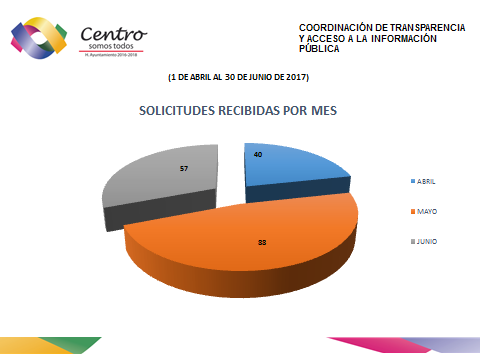 Centro
somos todos
H. Ayuntamiento 2016-2018
COORDINACIÓN DE TRANSPARENCIA
Y ACCESO A LA INFORMACIÓN
PÚBLICA
(1 DE ABRIL AL 30 DE JUNIO DE 2017)
SOLICITUDES RECIBIDAS POR MES
40
57
88
ABRIL
MAYO
JUNIO